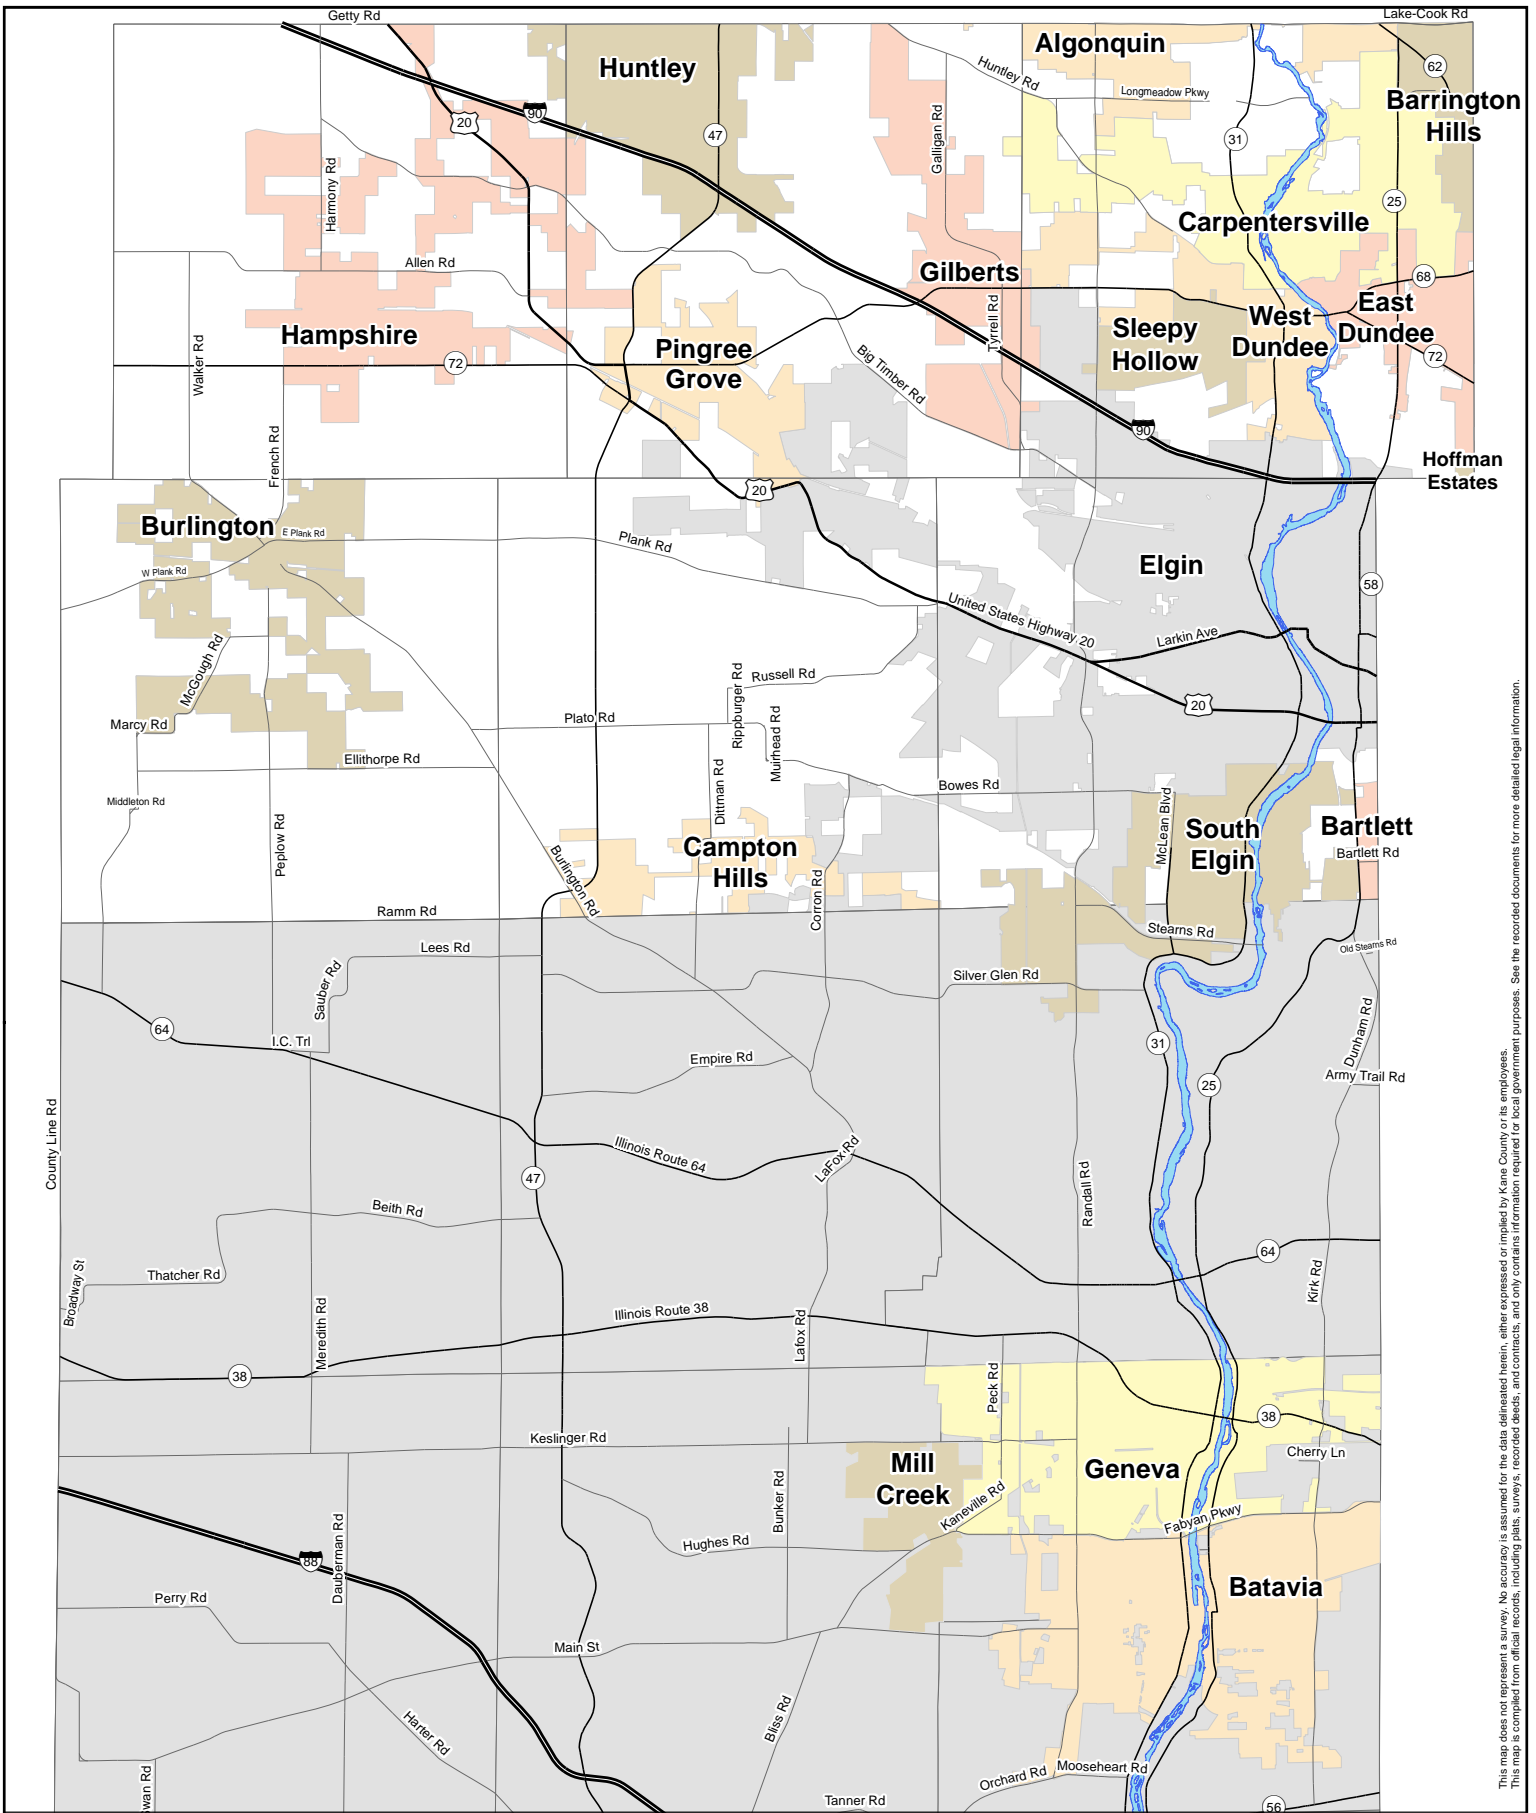 Getty Rd
Lake-Cook Rd
Huntley
Algonquin
62
Huntley Rd
Longmeadow Pkwy
Barrington
Hills
90
20
47
31
Galligan Rd
Harmony Rd
25
Carpentersville
Allen Rd
Gilberts
68
East
Dundee
West
Dundee
Sleepy
Hollow
Tyrrell Rd
Hampshire
Pingree
Grove
Walker Rd
72
Big Timber Rd
72
90
French Rd
Hoffman
Estates
20
Burlington
E Plank Rd
Plank Rd
W Plank Rd
Elgin
58
United States Highway 20
Larkin Ave
McGough Rd
Russell Rd
Rippburger Rd
20
Marcy Rd
Plato Rd
Muirhead Rd
Ellithorpe Rd
Dittman Rd
Bowes Rd
Middleton Rd
McLean Blvd
South
Elgin
Bartlett
Bartlett Rd
Peplow Rd
Campton
Hills
Burlington Rd
Corron Rd
Ramm Rd
Stearns Rd
Lees Rd
Old Stearns Rd
Sauber Rd
Silver Glen Rd
64
I.C. Trl
31
Dunham Rd
Empire Rd
Army Trail Rd
25
County Line Rd
Illinois Route 64
LaFox Rd
47
Randall Rd
Beith Rd
64
Thatcher Rd
Broadway St
Kirk Rd
Illinois Route 38
Meredith Rd
Lafox Rd
38
Peck Rd
38
Keslinger Rd
Cherry Ln
Mill
Creek
Geneva
Bunker Rd
Kaneville Rd
Fabyan Pkwy
Dauberman Rd
Hughes Rd
88
Batavia
Perry Rd
Main St
Harter Rd
Bliss Rd
Mooseheart Rd
Orchard Rd
wan Rd
Tanner Rd
56
This map does not represent a survey. No accuracy is assumed for the data delineated herein, either expressed or implied by Kane County or its employees.
This map is compiled from official records, including plats, surveys, recorded deeds, and contracts, and only contains information required for local government purposes. See the recorded documents for more detailed legal information.